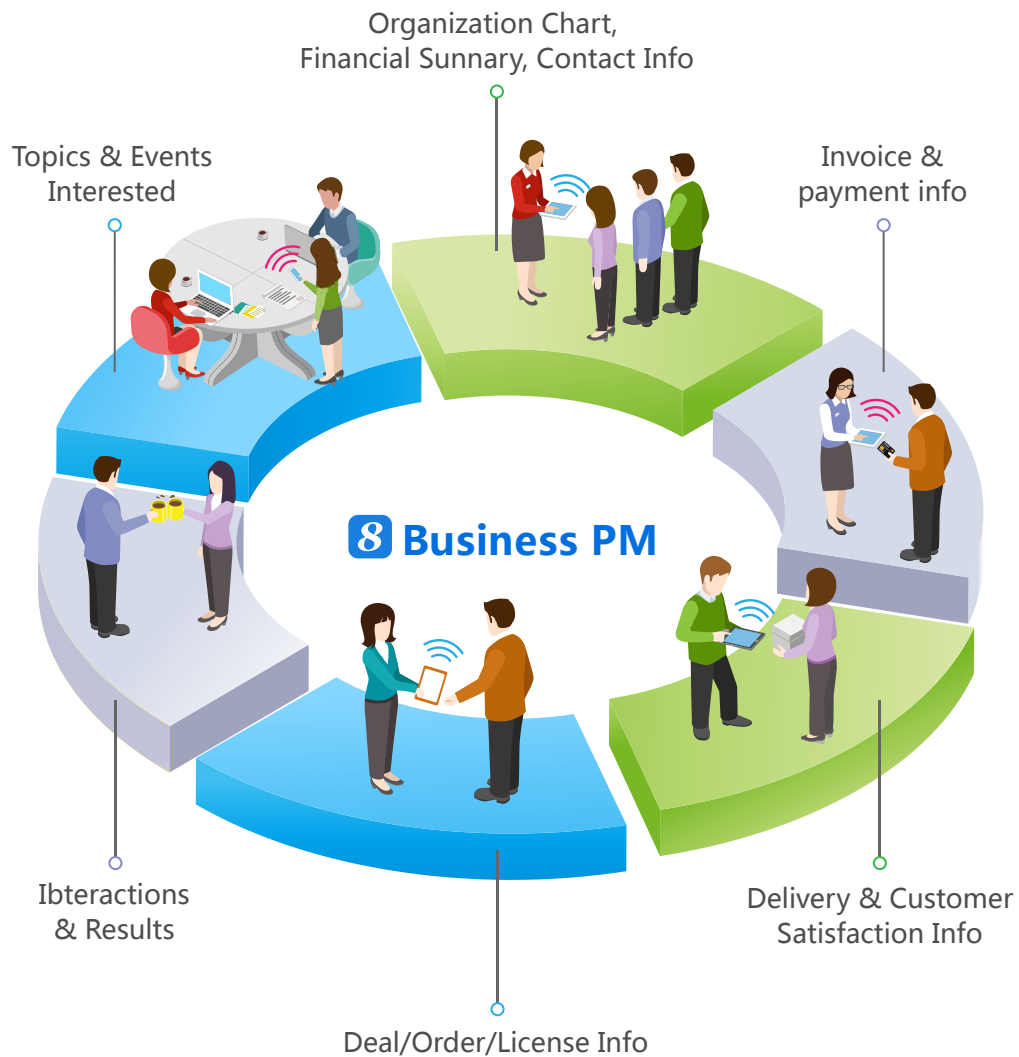 Organization Chart,
Financial Sunnary, Contact Info
Topics & Events
Interested
Invoice &
payment info
8 Business PM
Ibteractions
& Results
Delivery & Customer
Satisfaction Info
Deal/Order/License Info